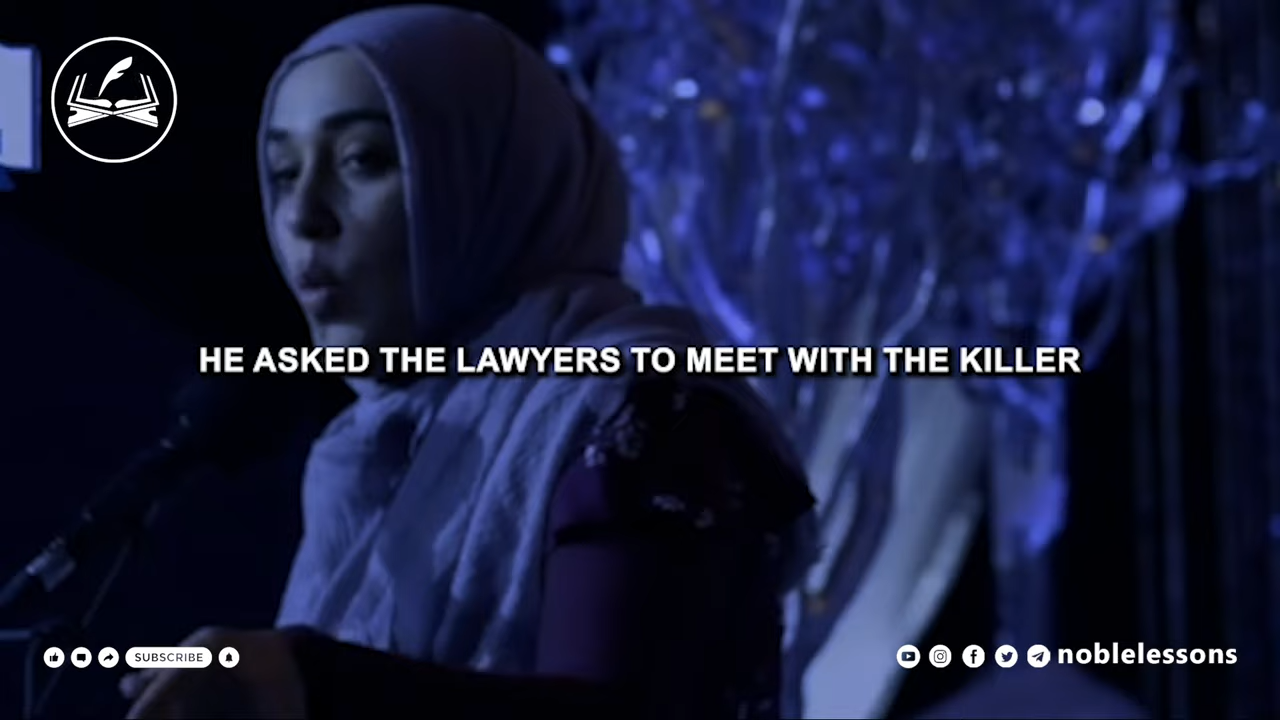 HE ASKED THE LAWYERS TO MEET WITH THE KILLER
SUBSCRIBE
noblelessons